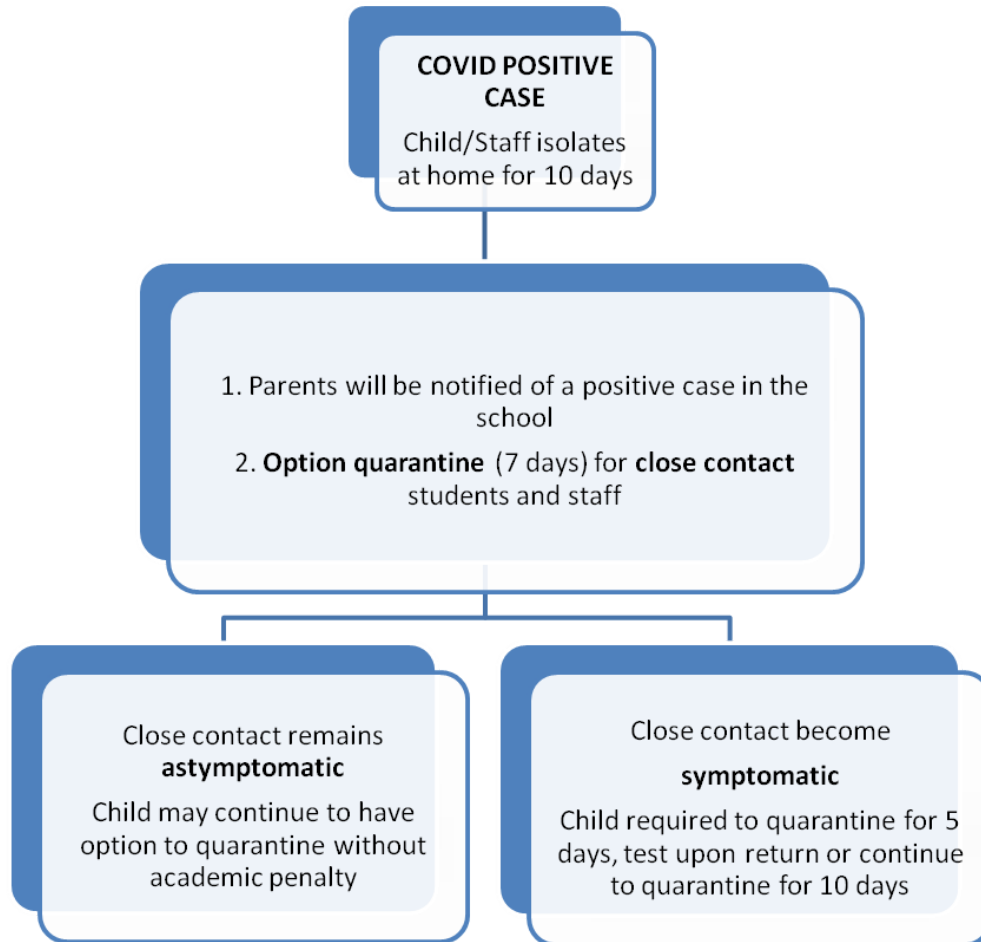 COVID POSITIVE
CASE
Child/Staff isolates
at home for 10 days
1. Parents will be notified of a positive case in the
school
2. Option quarantine (7 days) for close contact
students and staff
Close contact remains
astymptomatic
Child may continue to have
option to quarantine without
academic penalty
Close contact become
symptomatic
Child required to quarantine for 5
days, test upon return or continue
to quarantine for 10 days